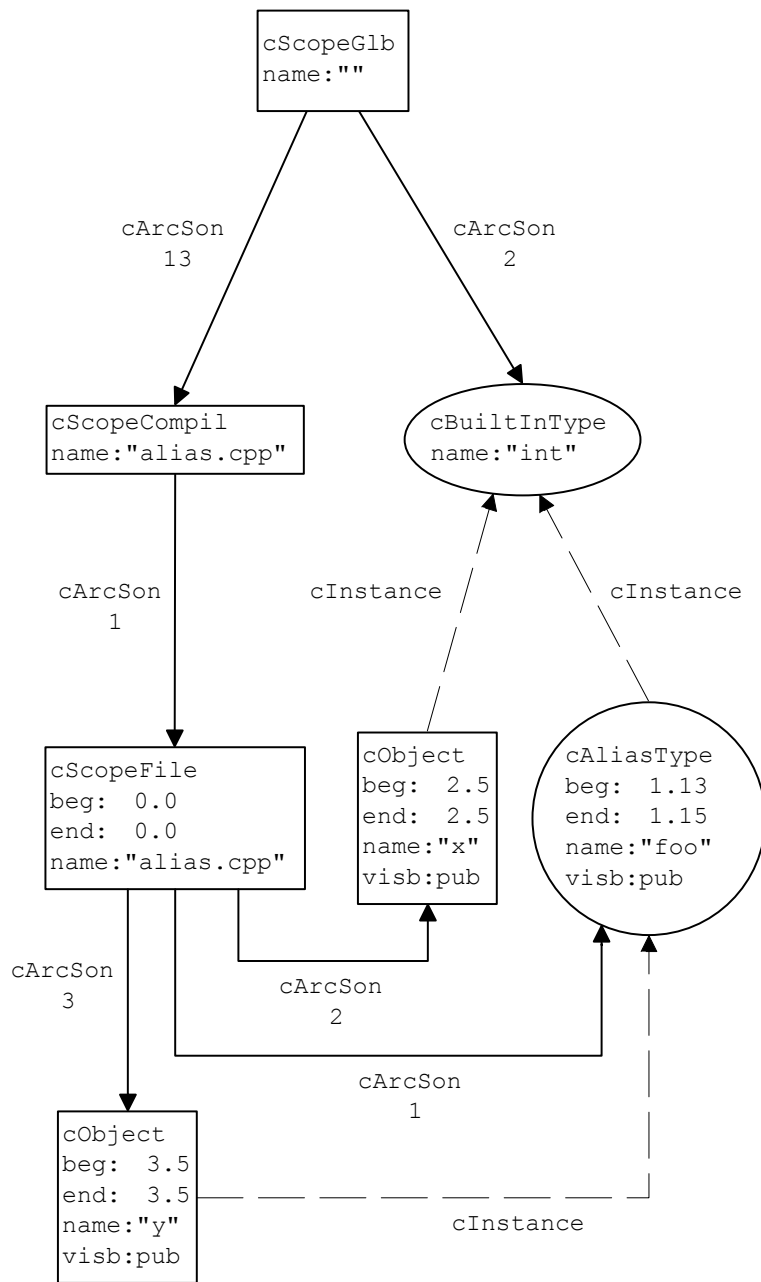 cScopeGlb
name:""
cArcSon
13
cArcSon
2
cScopeCompil
name:"alias.cpp"
cBuiltInType
name:"int"
cArcSon
1
cInstance
cInstance
cScopeFile
beg: 0.0
end: 0.0
name:"alias.cpp"
cObject
beg: 2.5
end: 2.5
name:"x"
visb:pub
cAliasType
beg: 1.13
end: 1.15
name:"foo"
visb:pub
cArcSon
3
cArcSon
2
cArcSon
1
cObject
beg: 3.5
end: 3.5
name:"y"
visb:pub
cInstance